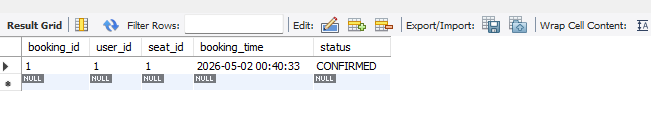 Result Grid Filter Rows: Edit: Export/Import: Wrap Cell Content: IA
booking_id user_id seat_id booking_time status
1 1 1 2026-05-02 00:40:33 CONFIRMED
NULL NULL NULL NULL NULL